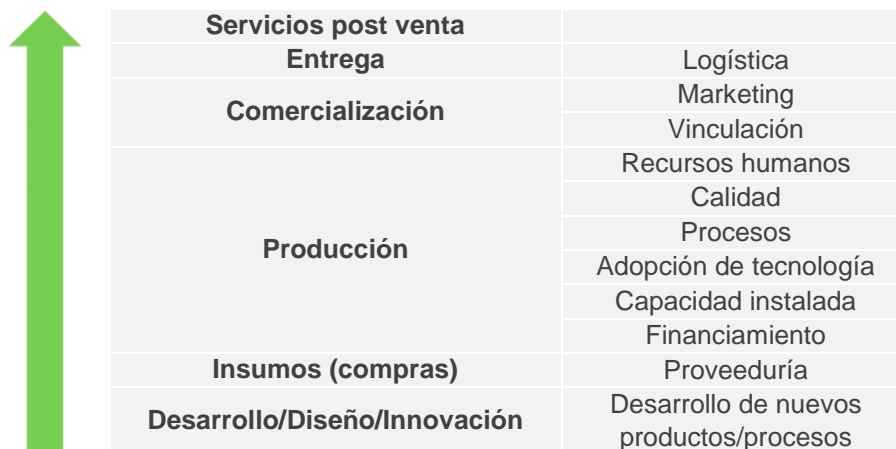 Servicios post venta
Entrega
Logística
Comercialización
Marketing
Vinculación
Producción
Recursos humanos
Calidad
Procesos
Adopción de tecnología
Capacidad instalada
Financiamiento
Insumos (compras)
Proveeduría
Desarrollo/Diseño/Innovación
Desarrollo de nuevos
productos/procesos